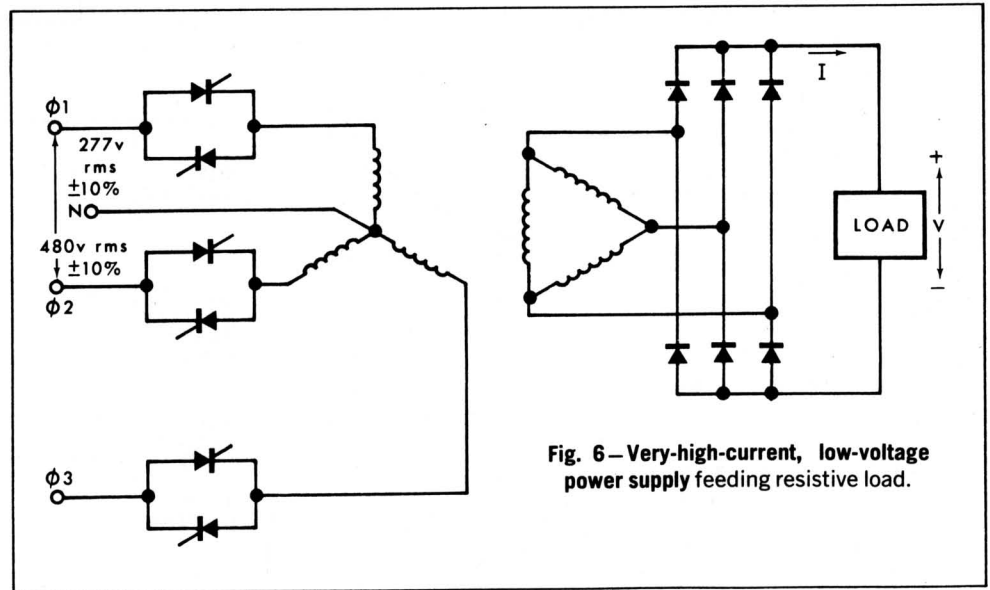 ϕ1
277v
rms
±10%
N
480v rms
±10%
ϕ2
ϕ3
I
+
LOAD
v
−
Fig. 6—Very-high-current, low-voltage
power supply feeding resistive load.